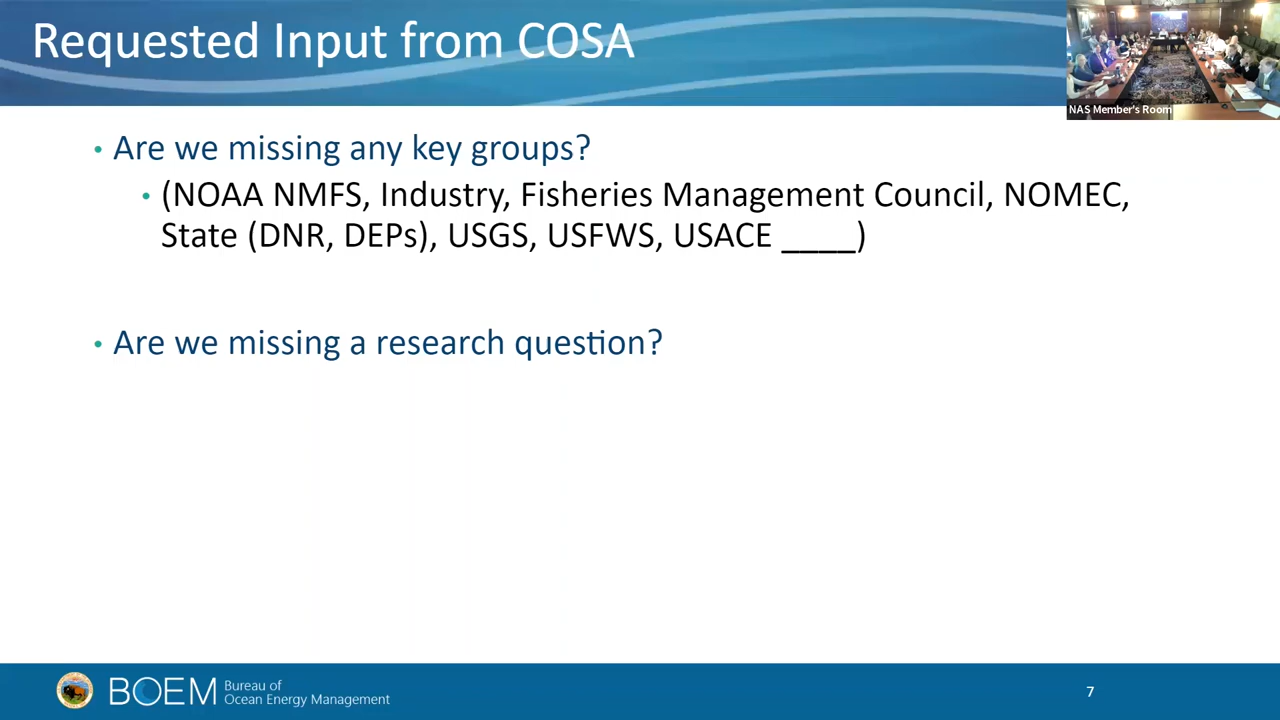 Requested Input from COSA
NAS Member's Room
• Are we missing any key groups?
• (NOAA NMFS, Industry, Fisheries Management Council, NOMEC,
State (DNR, DEPs), USGS, USFWS, USACE ____)
• Are we missing a research question?
BOEM
Bureau of
Ocean Energy Management
7